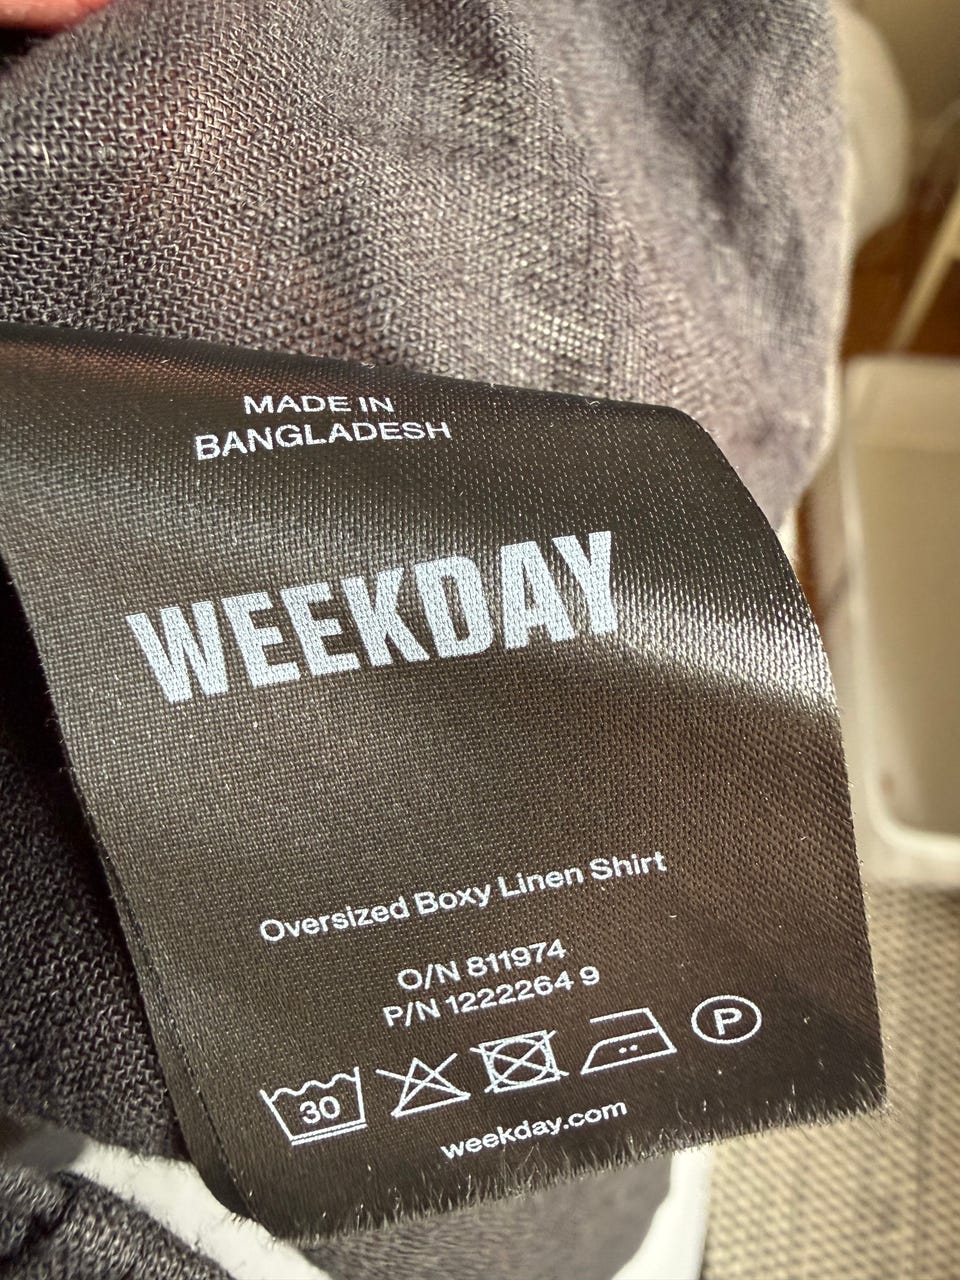 MADE IN
BANGLADESH
WEEKDAY
Oversized Boxy Linen Shirt
O/N 811974
P/N 1222264 9
30
P
weekday.com